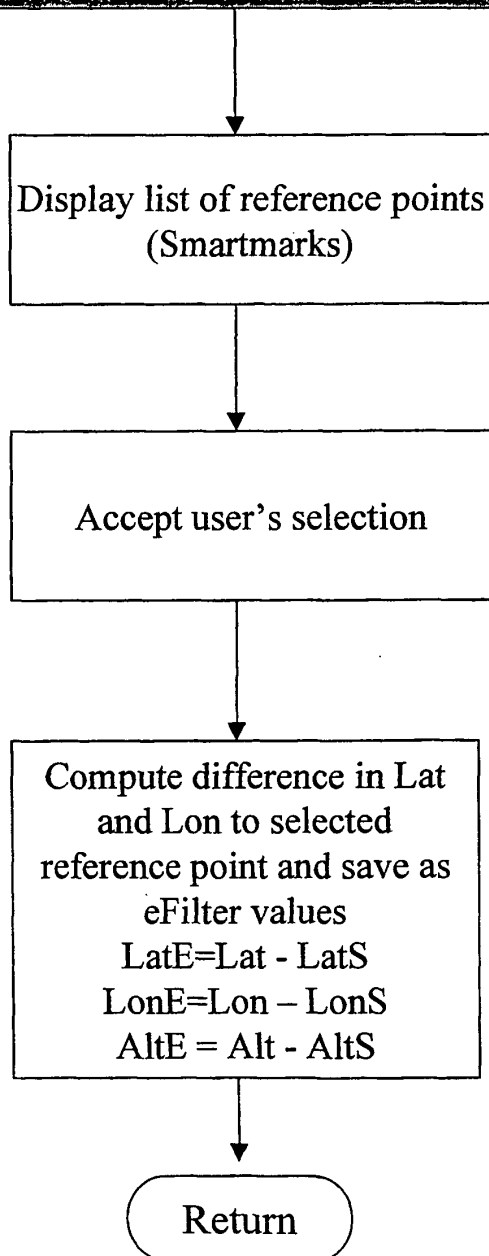 Display list of reference points
(Smartmarks)
Accept user's selection
Compute difference in Lat
and Lon to selected
reference point and save as
eFilter values
LatE=Lat - LatS
LonE=Lon – LonS
AltE = Alt - AltS
Return